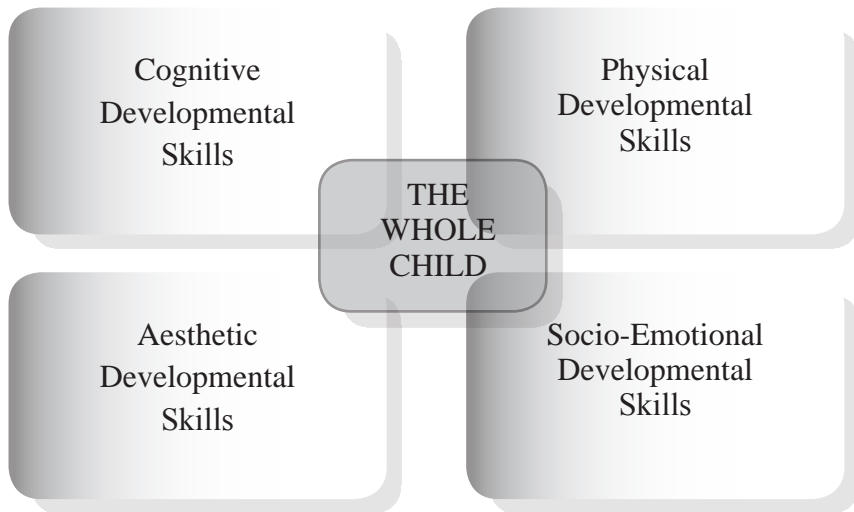 Cognitive
Developmental
Skills
Physical
Developmental
Skills
THE
WHOLE
CHILD
Aesthetic
Developmental
Skills
Socio-Emotional
Developmental
Skills